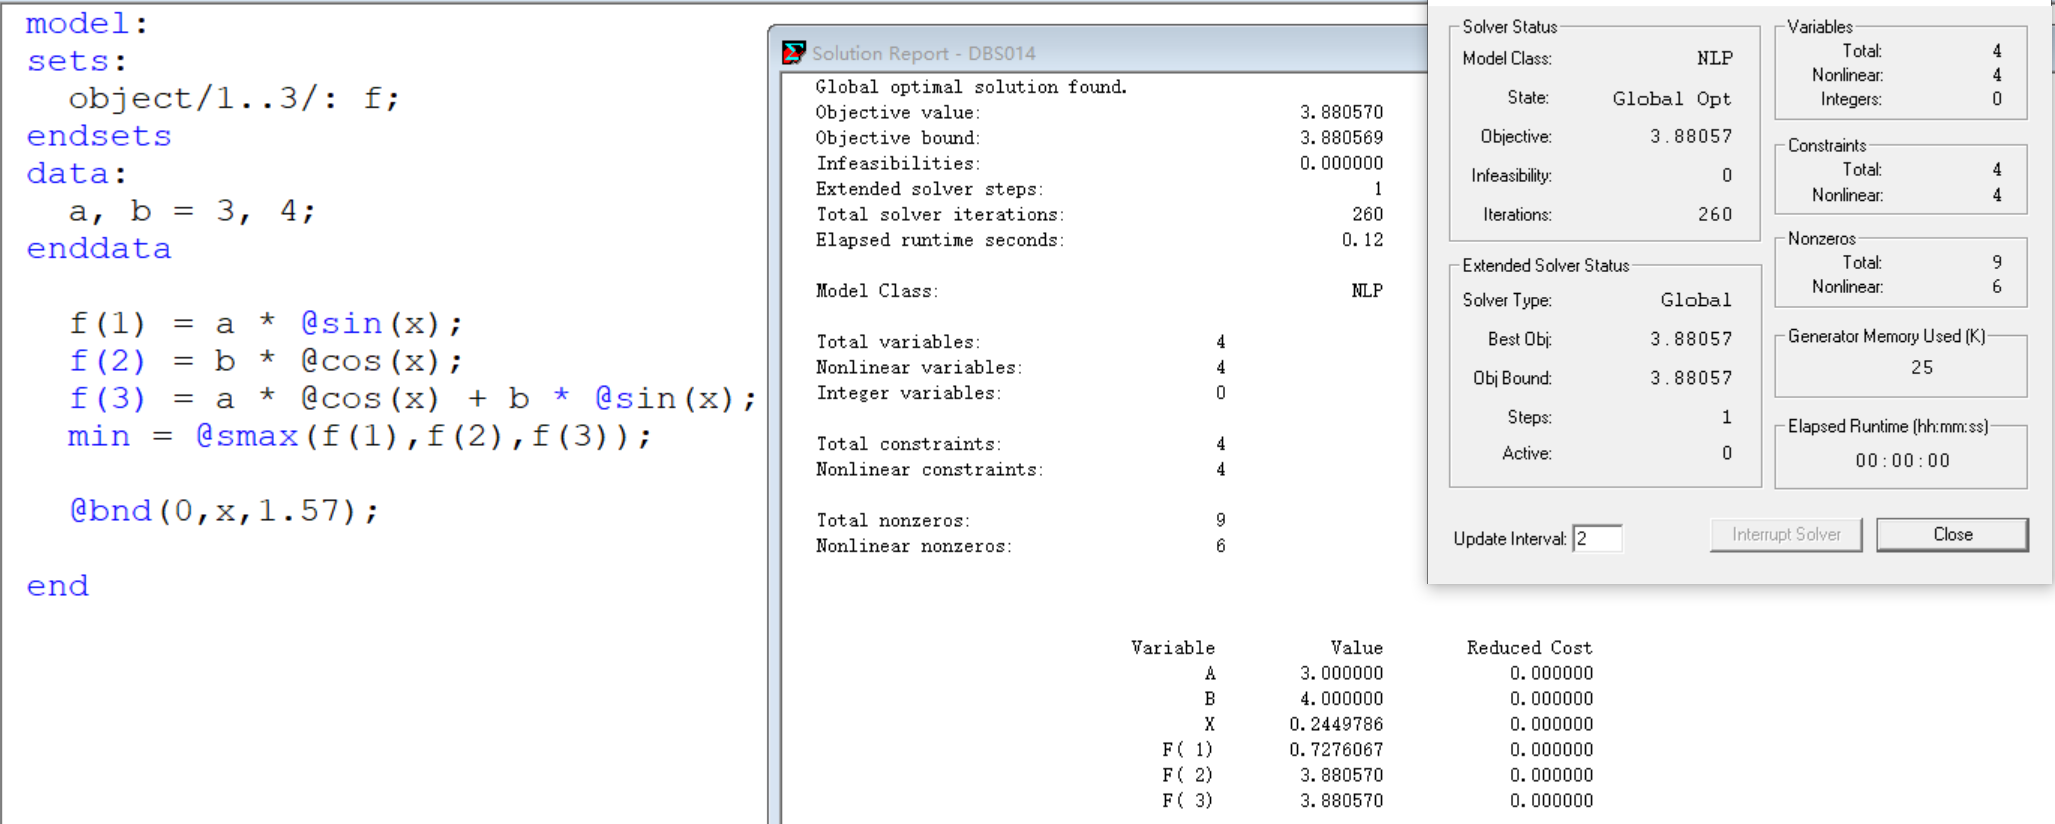 model:
sets:
  object/1..3/: f;
endsets
data:
  a, b = 3, 4;
enddata
  f(1) = a * @sin(x);
  f(2) = b * @cos(x);
  f(3) = a * @cos(x) + b * @sin(x);
  min = @smax(f(1),f(2),f(3));
  @bnd(0,x,1.57);
end
Solution Report - DBS014
Global optimal solution found.
Objective value: 3.880570
Objective bound: 3.880569
Infeasibilities: 0.000000
Extended solver steps: 1
Total solver iterations: 260
Elapsed runtime seconds: 0.12
Model Class: NLP
Total variables: 4
Nonlinear variables: 4
Integer variables: 0
Total constraints: 4
Nonlinear constraints: 4
Total nonzeros: 9
Nonlinear nonzeros: 6
Variable Value Reduced Cost
A 3.000000 0.000000
B 4.000000 0.000000
X 0.2449786 0.000000
F( 1) 0.7276067 0.000000
F( 2) 3.880570 0.000000
F( 3) 3.880570 0.000000
Solver Status
Model Class: NLP
State: Global Opt
Objective: 3.88057
Infeasibility: 0
Iterations: 260
Extended Solver Status
Solver Type: Global
Best Obj: 3.88057
Obj Bound: 3.88057
Steps: 1
Active: 0
Variables
Total: 4
Nonlinear: 4
Integers: 0
Constraints
Total: 4
Nonlinear: 4
Nonzeros
Total: 9
Nonlinear: 6
Generator Memory Used (K)
25
Elapsed Runtime (hh:mm:ss)
00:00:00
Update Interval: 2
Interrupt Solver
Close